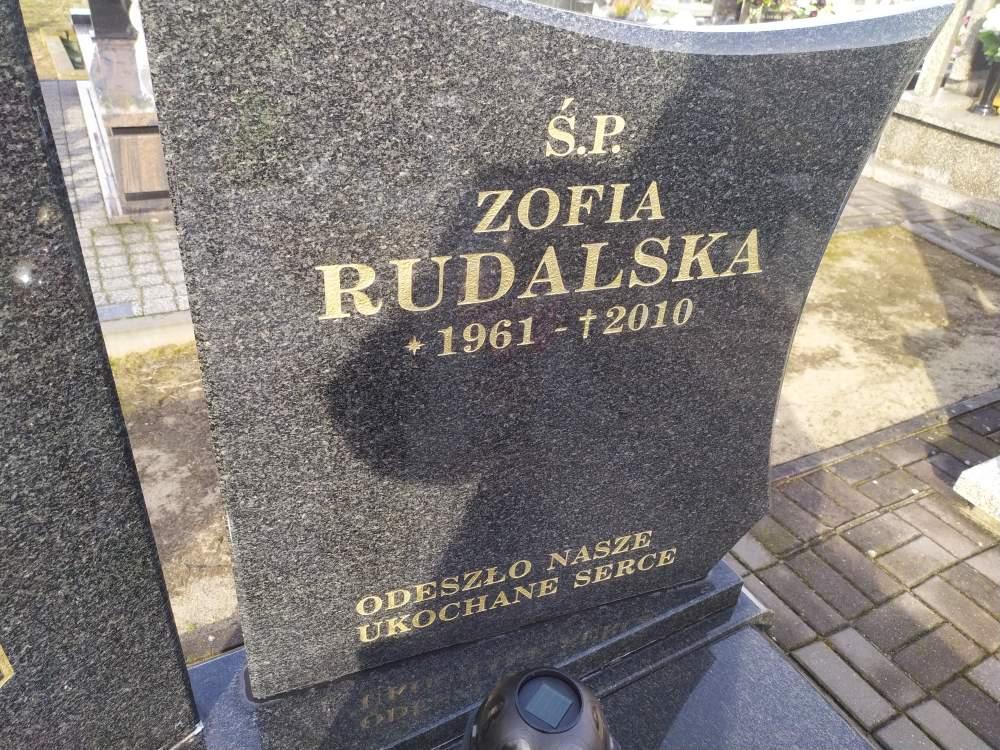 Ś.P.
ZOFIA
RUDALSKA
* 1961 - † 2010
ODESZŁO NASZE
UKOCHANE SERCE